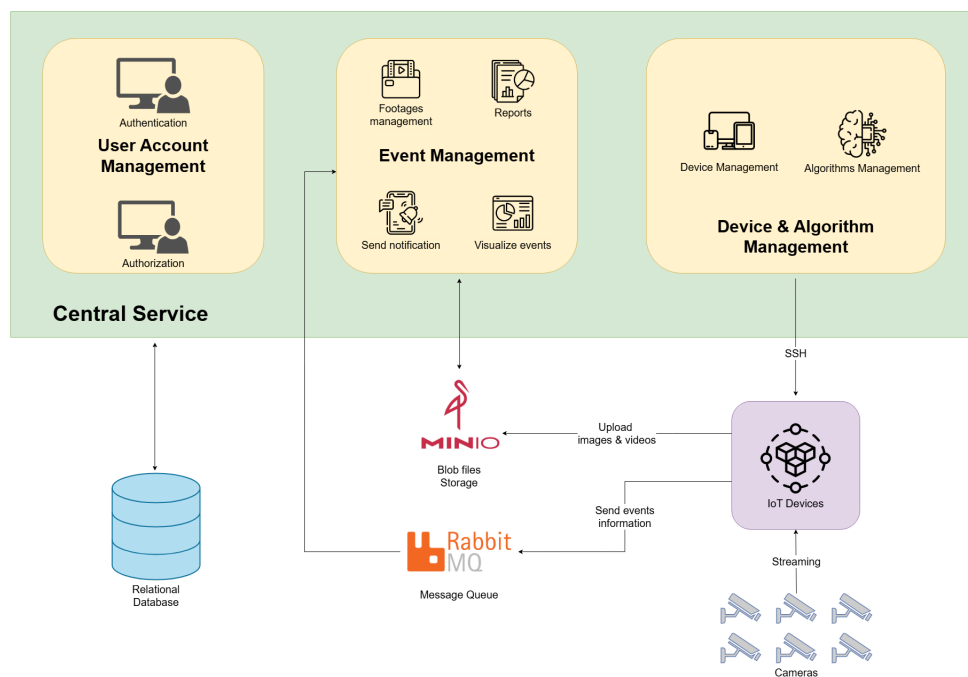 Authentication
User Account
Management
Authorization
Footages
management
Reports
Event Management
Send notification
Visualize events
Device Management
Algorithms Management
Device & Algorithm
Management
Central Service
SSH
MINIO
Blob files
Storage
Upload
images & videos
IoT Devices
Send events
information
Rabbit
MQ
Message Queue
Relational
Database
Streaming
Cameras